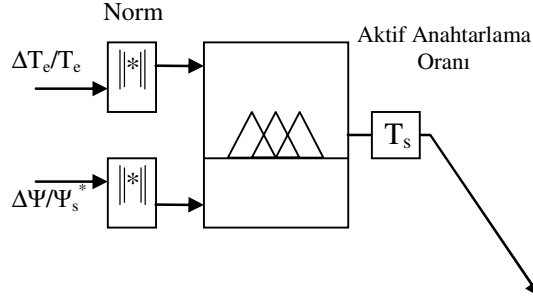 Norm
ΔTe/Te
||*||
Aktif Anahtarlama
Oranı
Ts
||*||
ΔΨ/Ψs*